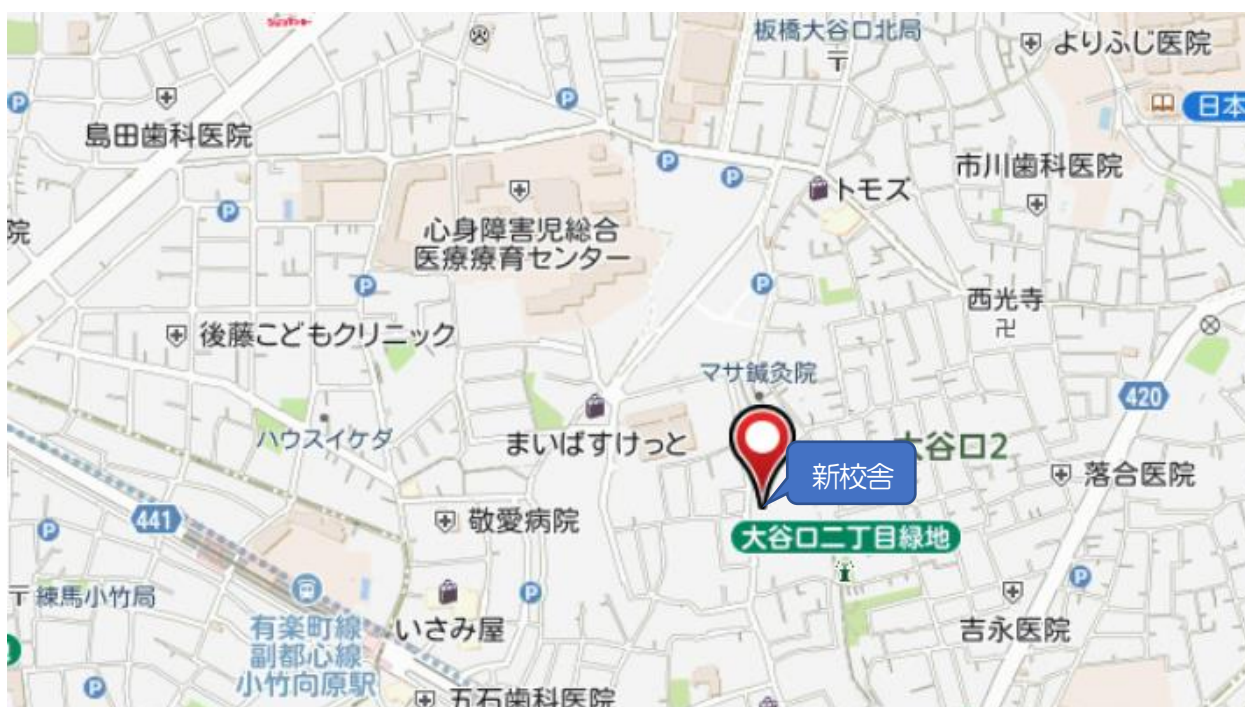 板橋大谷口北局
〒
よりふじ医院
島田歯科医院
日本
市川歯科医院
トモズ
院
心身障害児総合
医療療育センター
西光寺
卍
後藤こどもクリニック
マサ鍼灸院
420
ハウスイケダ
まいばすけっと
大谷口2
新校舎
落合医院
441
敬愛病院
大谷口二丁目緑地
〒練馬小竹局
有楽町線
副都心線
小竹向原駅
いさみ屋
吉永医院
五石歯科医院
P
P
P
P
P
P
P
P
P
P
P